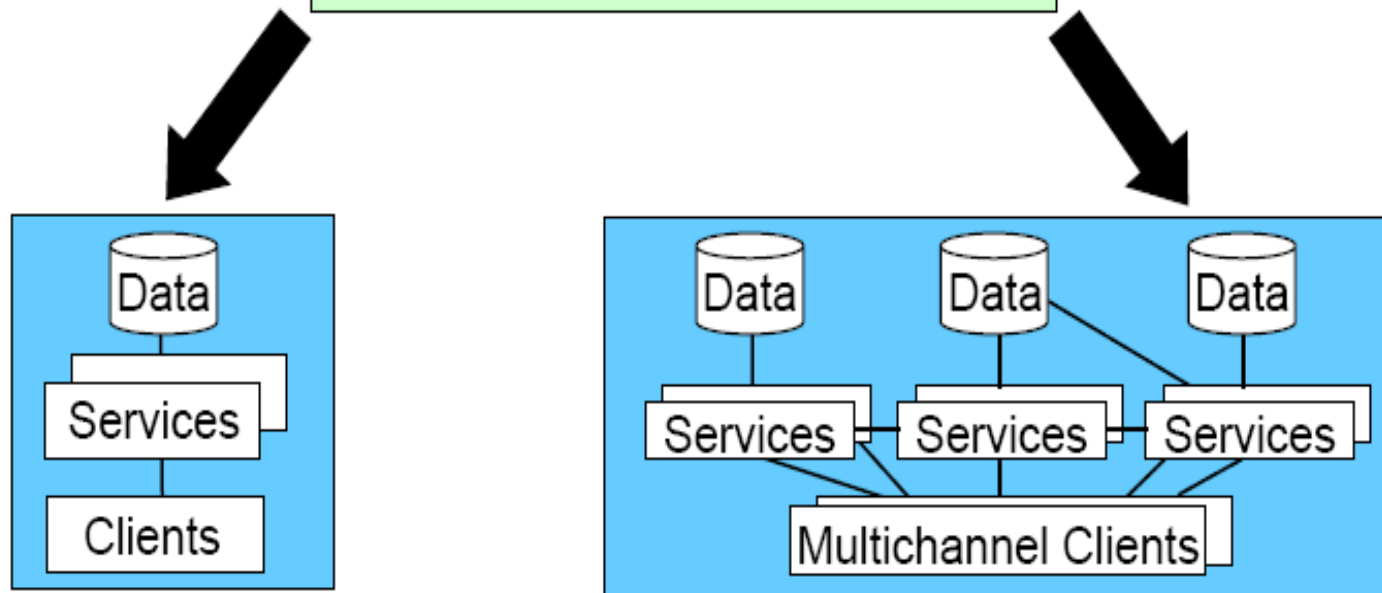 Data
Services
Clients
Data Data Data
Services Services Services
Multichannel Clients